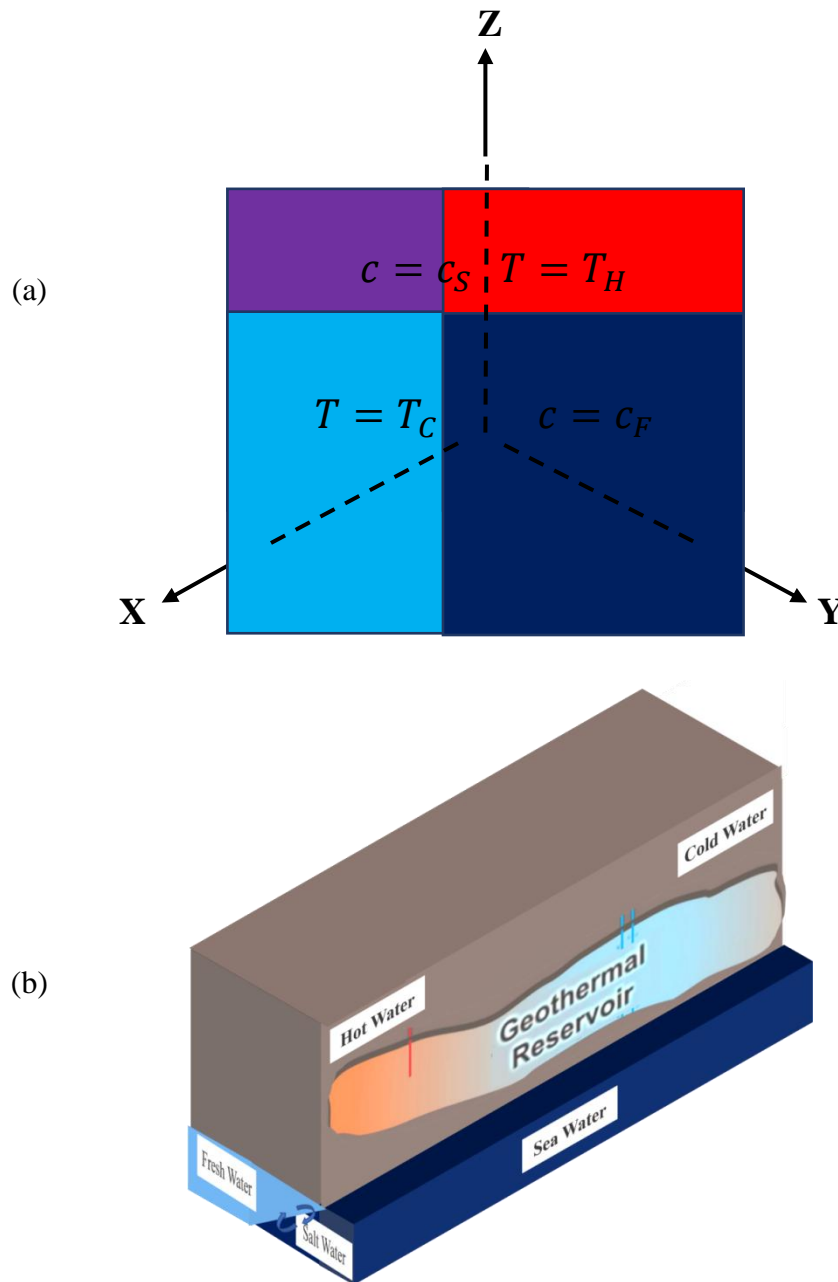 Z
(a)
c = c_S T = T_H
T = T_C c = c_F
X
Y
(b)
Cold Water
Hot Water
Geothermal
Reservoir
Sea Water
Fresh Water
Salt Water